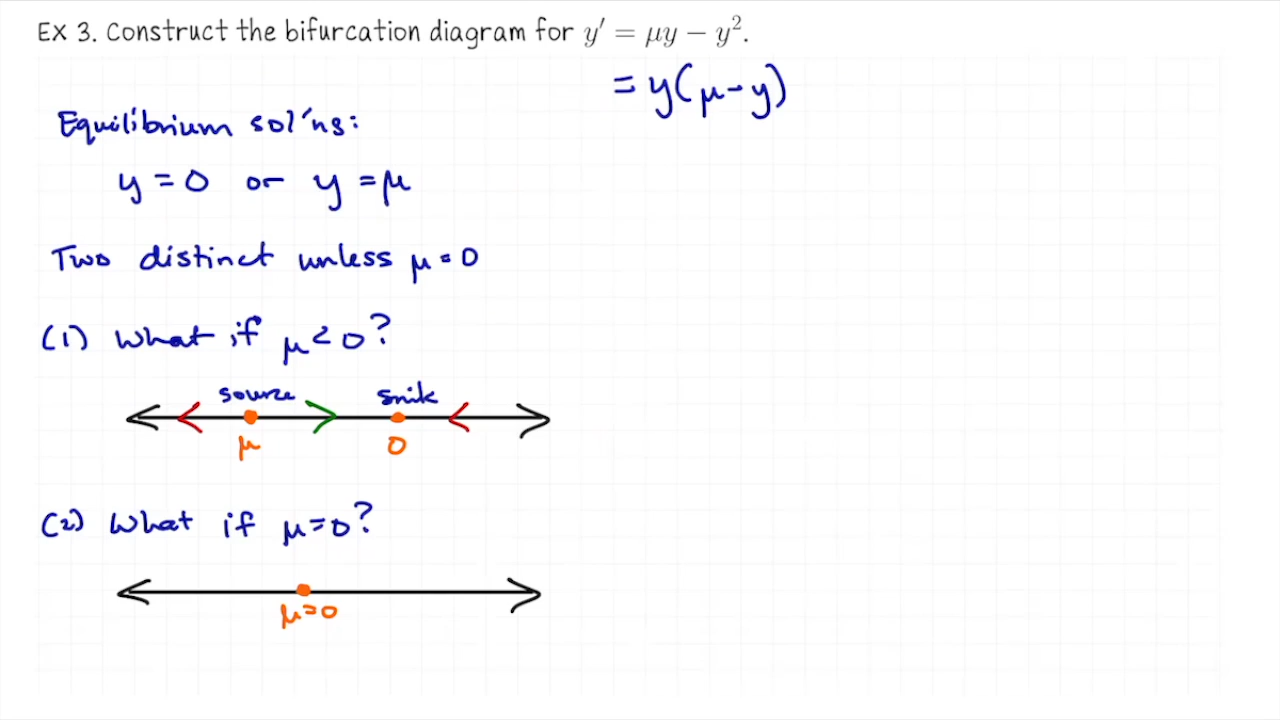 EX 3. Construct the bifurcation diagram for y′ = μy − y².
= y(μ − y)
Equilibrium sol'ns:
y = 0 or y = μ
Two distinct unless μ = 0
(1) What if μ < 0?
source snik
μ 0
(2) What if μ = 0?
μ = 0